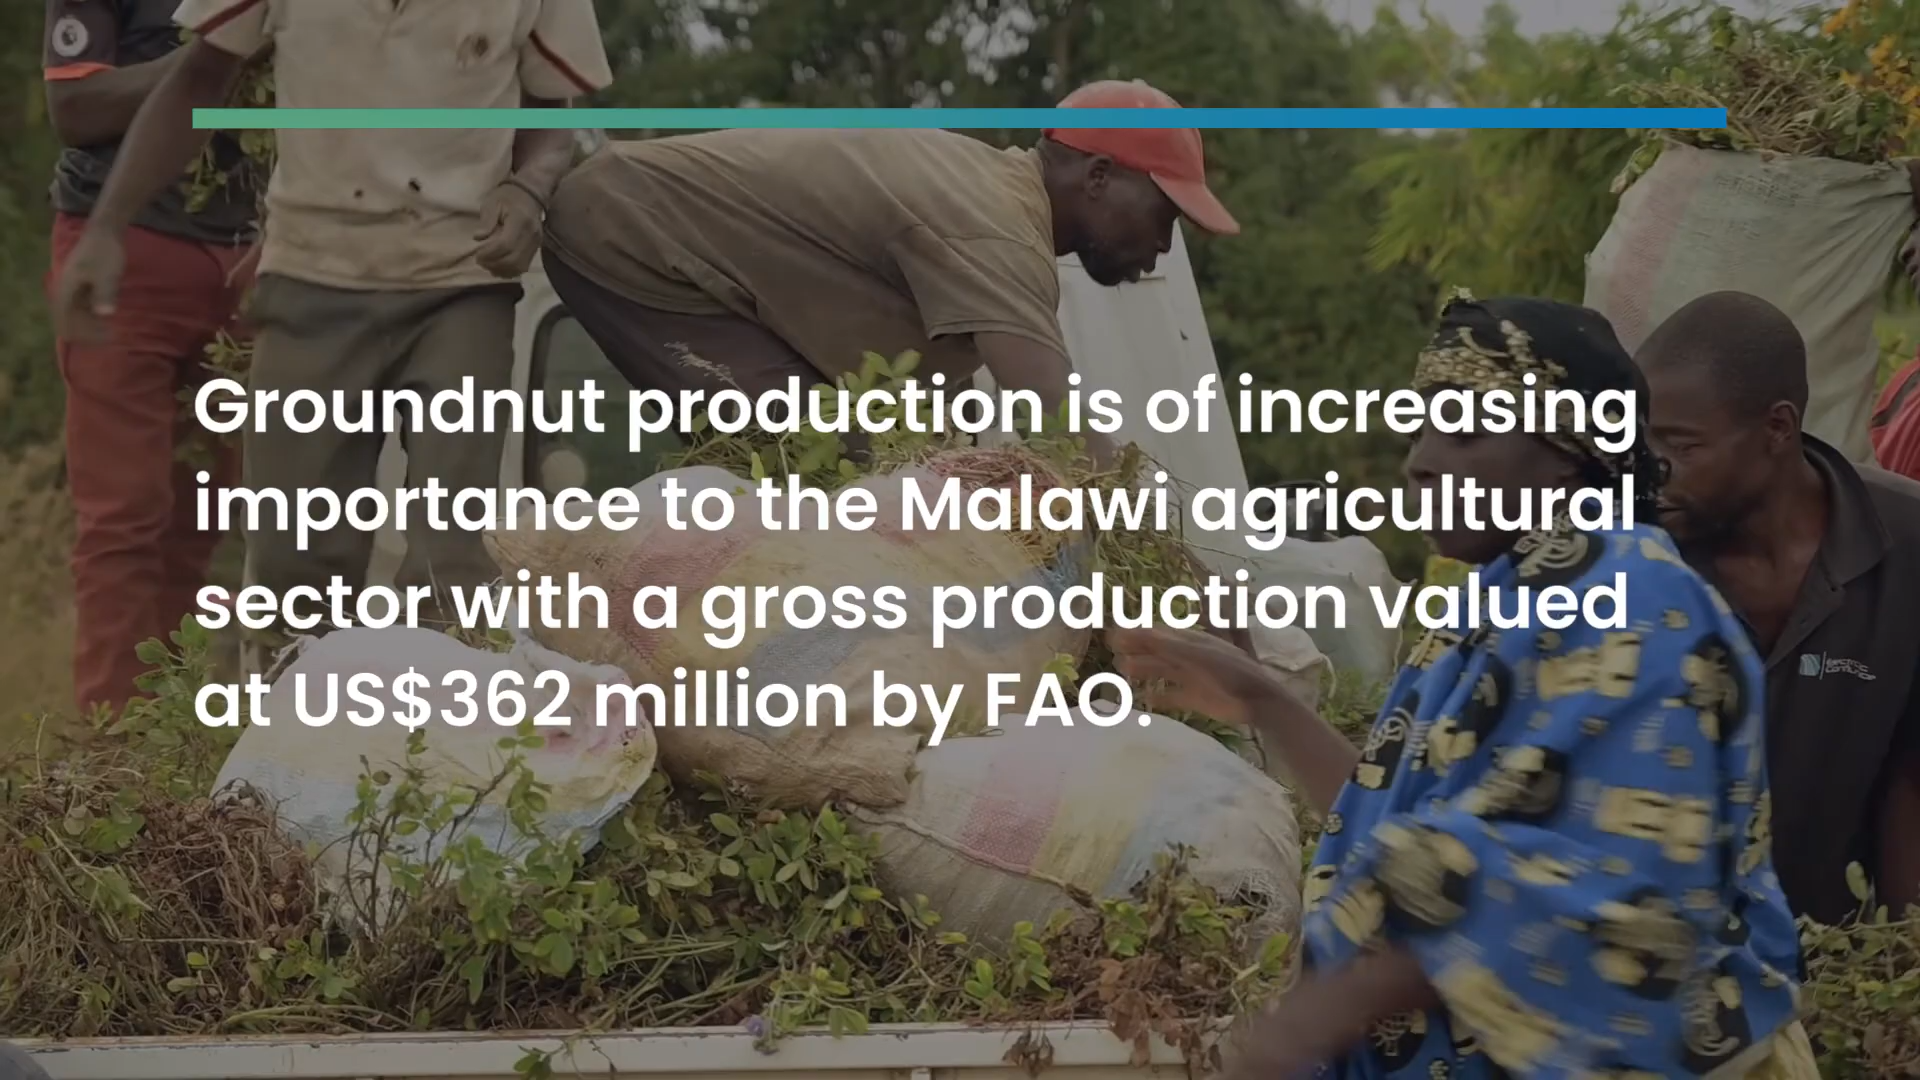 Groundnut production is of increasing
importance to the Malawi agricultural
sector with a gross production valued
at US$362 million by FAO.